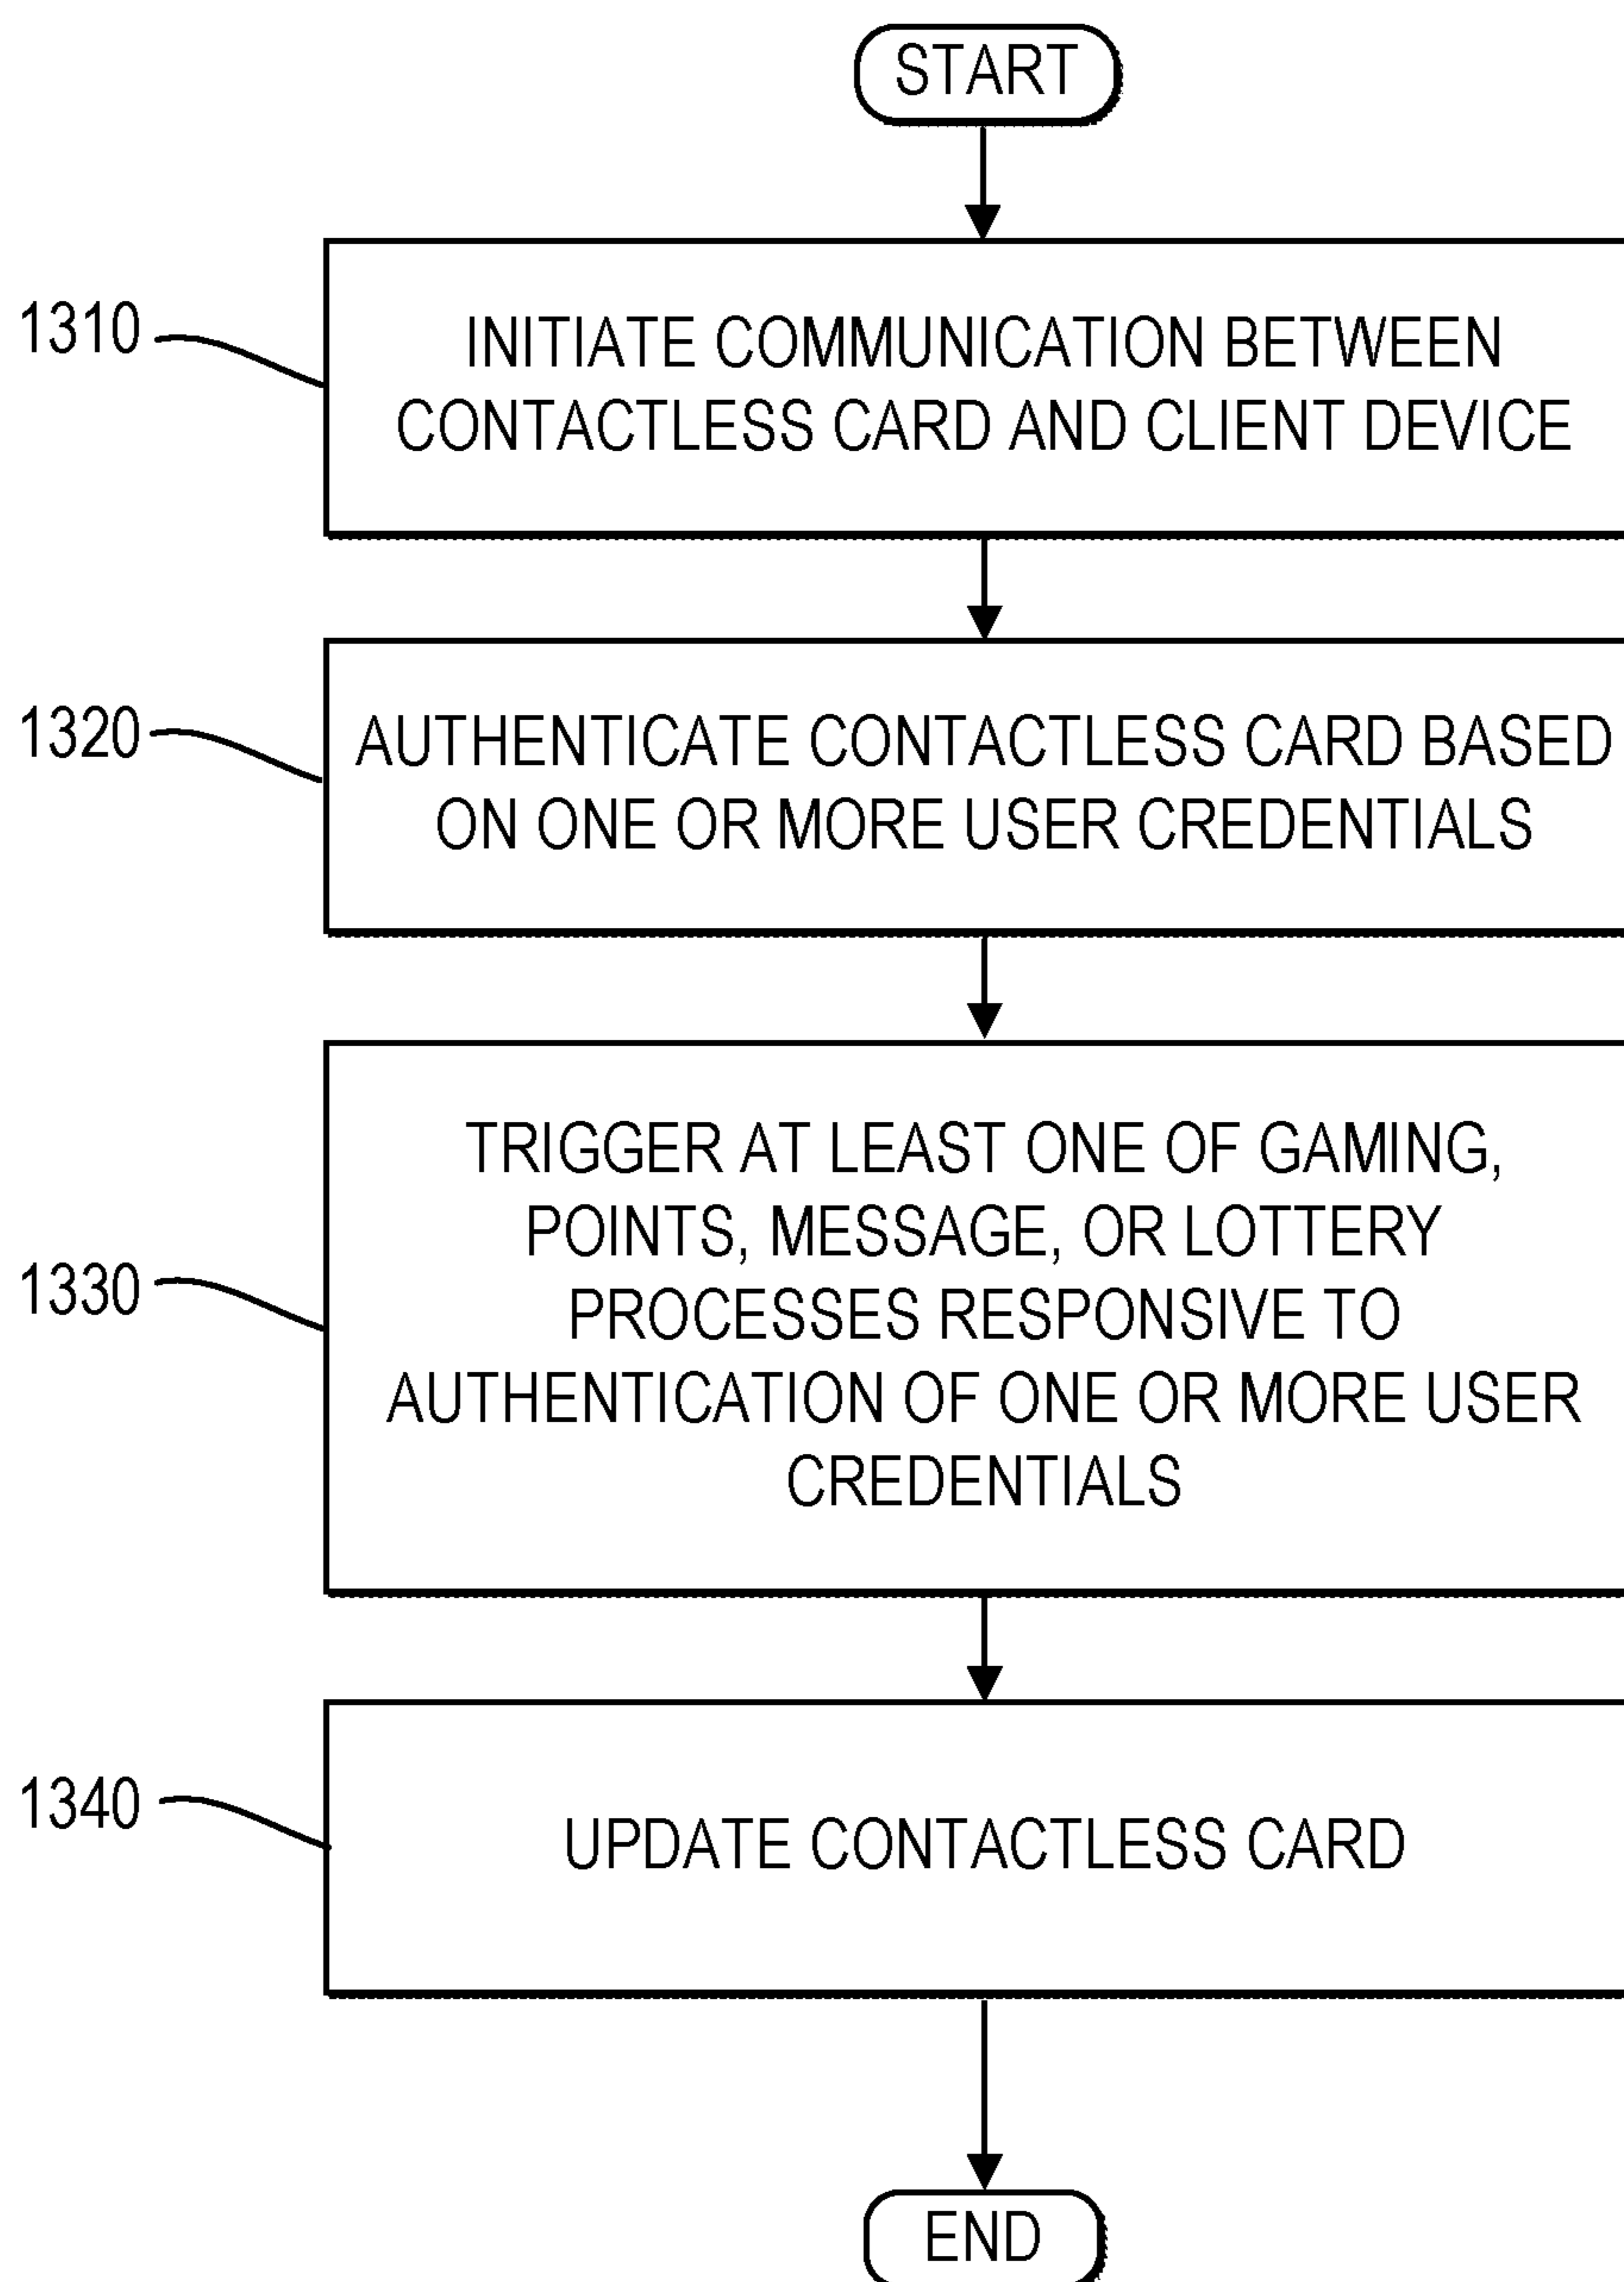 START
1310
INITIATE COMMUNICATION BETWEEN
CONTACTLESS CARD AND CLIENT DEVICE
1320
AUTHENTICATE CONTACTLESS CARD BASED
ON ONE OR MORE USER CREDENTIALS
1330
TRIGGER AT LEAST ONE OF GAMING,
POINTS, MESSAGE, OR LOTTERY
PROCESSES RESPONSIVE TO
AUTHENTICATION OF ONE OR MORE USER
CREDENTIALS
1340
UPDATE CONTACTLESS CARD
END